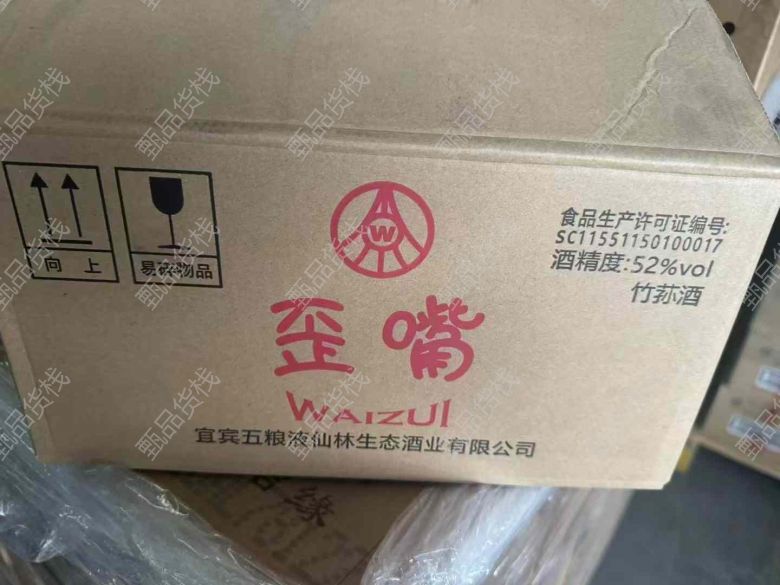 向 上
易碎物品
W
歪嘴
WAIZUI
宜宾五粮液仙林生态酒业有限公司
食品生产许可证编号:
SC11551150100017
酒精度:52%vol
竹荪酒
甄品货栈